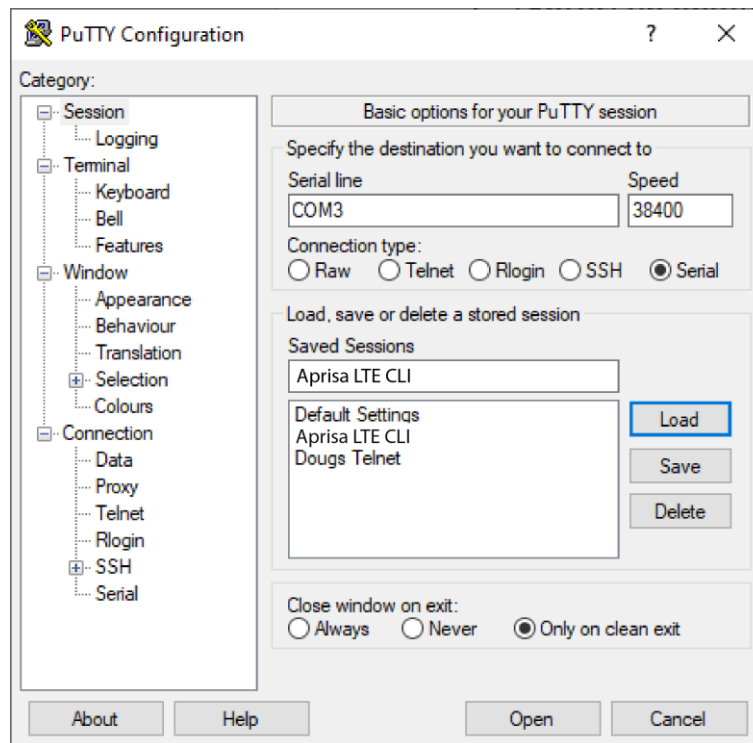 PuTTY Configuration
?
Category:
Session
Logging
Terminal
Keyboard
Bell
Features
Window
Appearance
Behaviour
Translation
Selection
Colours
Connection
Data
Proxy
Telnet
Rlogin
SSH
Serial
Basic options for your PuTTY session
Specify the destination you want to connect to
Serial line Speed
COM3 38400
Connection type:
Raw Telnet Rlogin SSH Serial
Load, save or delete a stored session
Saved Sessions
Aprisa LTE CLI
Default Settings
Aprisa LTE CLI
Dougs Telnet
Load
Save
Delete
Close window on exit:
Always Never Only on clean exit
About Help Open Cancel